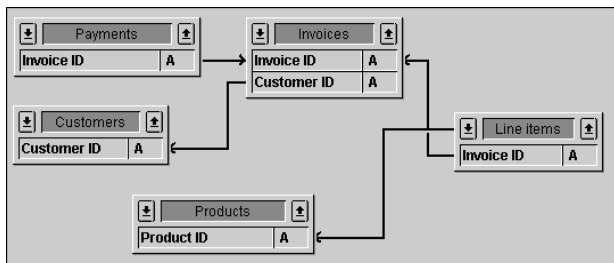 Payments
Invoice ID A
Invoices
Invoice ID A
Customer ID A
Customers
Customer ID A
Line items
Invoice ID A
Products
Product ID A